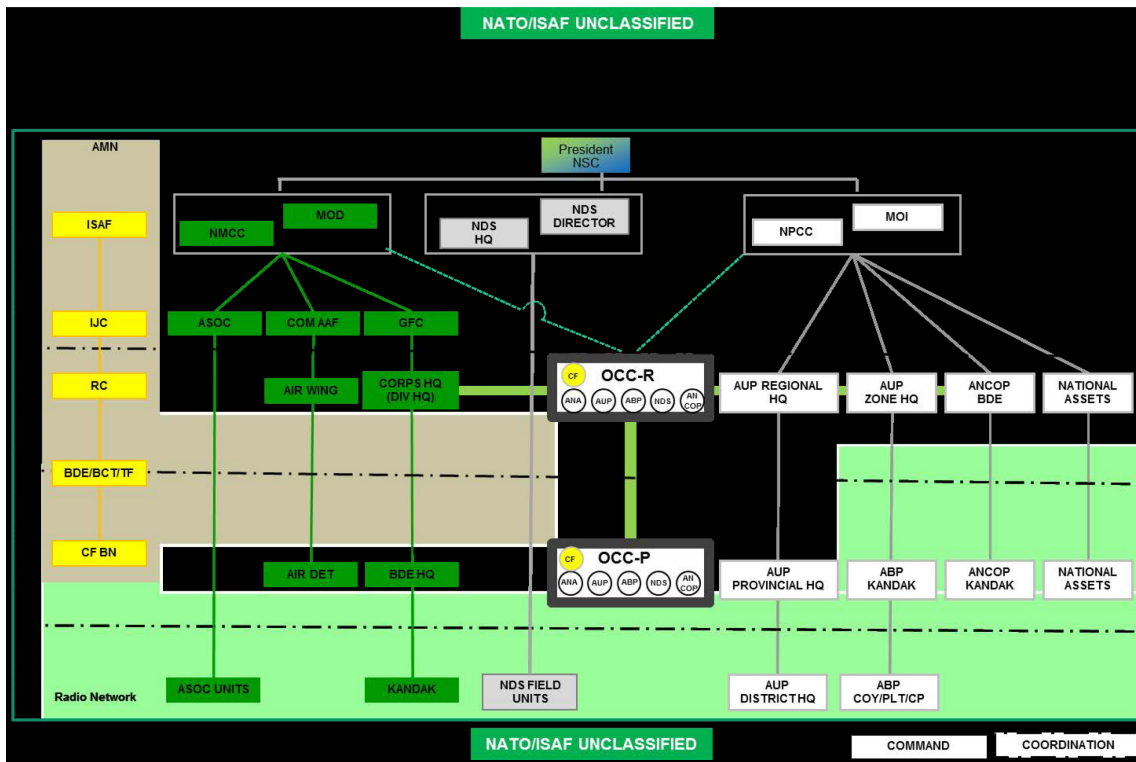 NATO/ISAF UNCLASSIFIED
AMN
President
NSC
ISAF
NMCC
MOD
NDS
HQ
NDS
DIRECTOR
NPCC
MOI
IJC
ASOC
COM AAF
GFC
RC
AIR WING
CORPS HQ
(DIV HQ)
CF
OCC-R
ANA
AUP
ABP
NDS
AN
COP
AUP REGIONAL
HQ
AUP
ZONE HQ
ANCOP
BDE
NATIONAL
ASSETS
BDE/BCT/TF
CF BN
AIR DET
BDE HQ
CF
OCC-P
ANA
AUP
ABP
NDS
AN
COP
AUP
PROVINCIAL HQ
ABP
KANDAK
ANCOP
KANDAK
NATIONAL
ASSETS
Radio Network
ASOC UNITS
KANDAK
NDS FIELD
UNITS
AUP
DISTRICT HQ
ABP
COY/PLT/CP
NATO/ISAF UNCLASSIFIED
COMMAND
COORDINATION